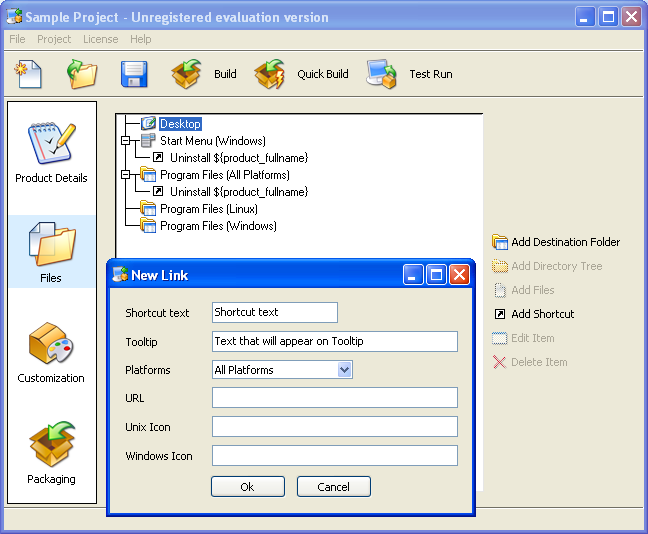 Sample Project - Unregistered evaluation version
File Project License Help
Build Quick Build Test Run
Product Details
Files
Customization
Packaging
Desktop
Start Menu (Windows)
Uninstall ${product_fullname}
Program Files (All Platforms)
Uninstall ${product_fullname}
Program Files (Linux)
Program Files (Windows)
Add Destination Folder
Add Directory Tree
Add Files
Add Shortcut
Edit Item
Delete Item
New Link
Shortcut text Shortcut text
Tooltip Text that will appear on Tooltip
Platforms All Platforms
URL
Unix Icon
Windows Icon
Ok Cancel